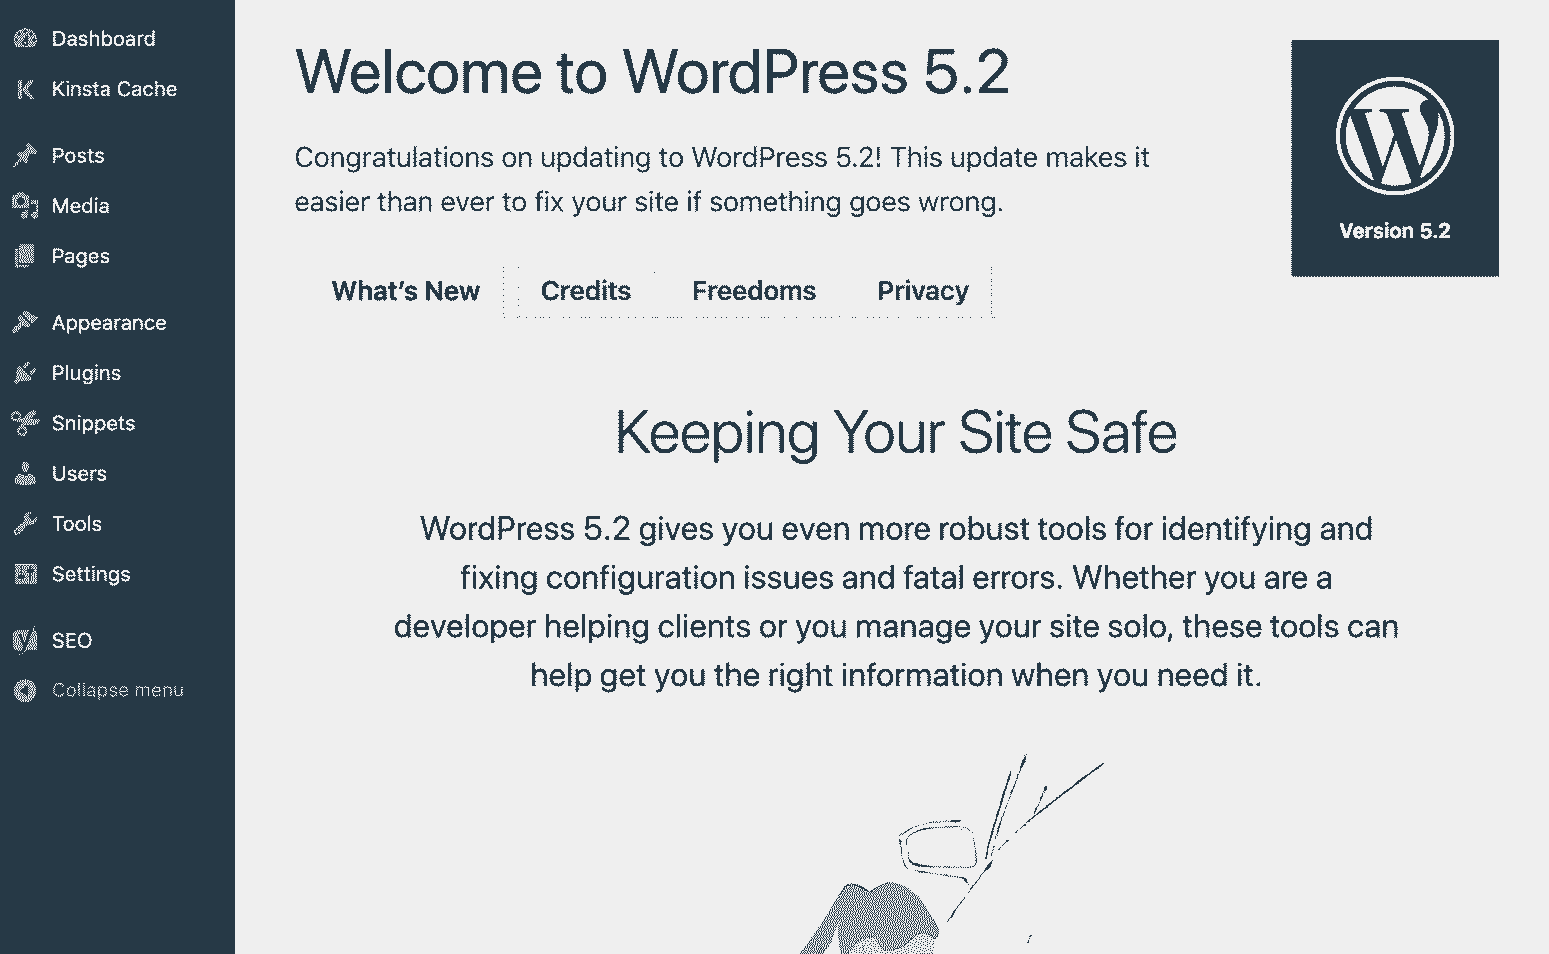 Dashboard
Kinsta Cache
Posts
Media
Pages
Appearance
Plugins
Snippets
Users
Tools
Settings
SEO
Collapse menu
Welcome to WordPress 5.2
Congratulations on updating to WordPress 5.2! This update makes it
easier than ever to fix your site if something goes wrong.
Version 5.2
What's New Credits Freedoms Privacy
Keeping Your Site Safe
WordPress 5.2 gives you even more robust tools for identifying and
fixing configuration issues and fatal errors. Whether you are a
developer helping clients or you manage your site solo, these tools can
help get you the right information when you need it.